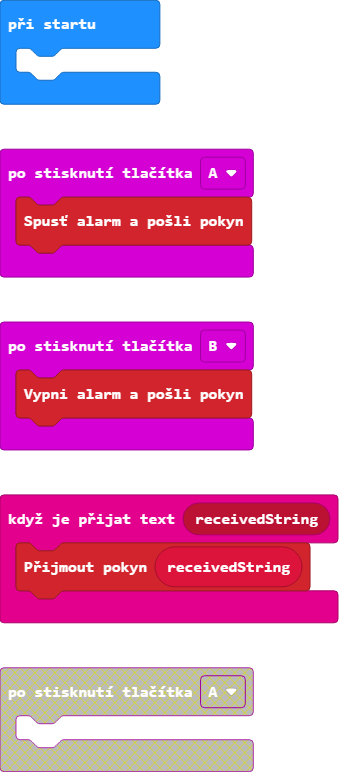 při startu
po stisknutí tlačítka A
Spusť alarm a pošli pokyn
po stisknutí tlačítka B
Vypni alarm a pošli pokyn
když je přijat text receivedString
Přijmout pokyn receivedString
po stisknutí tlačítka A